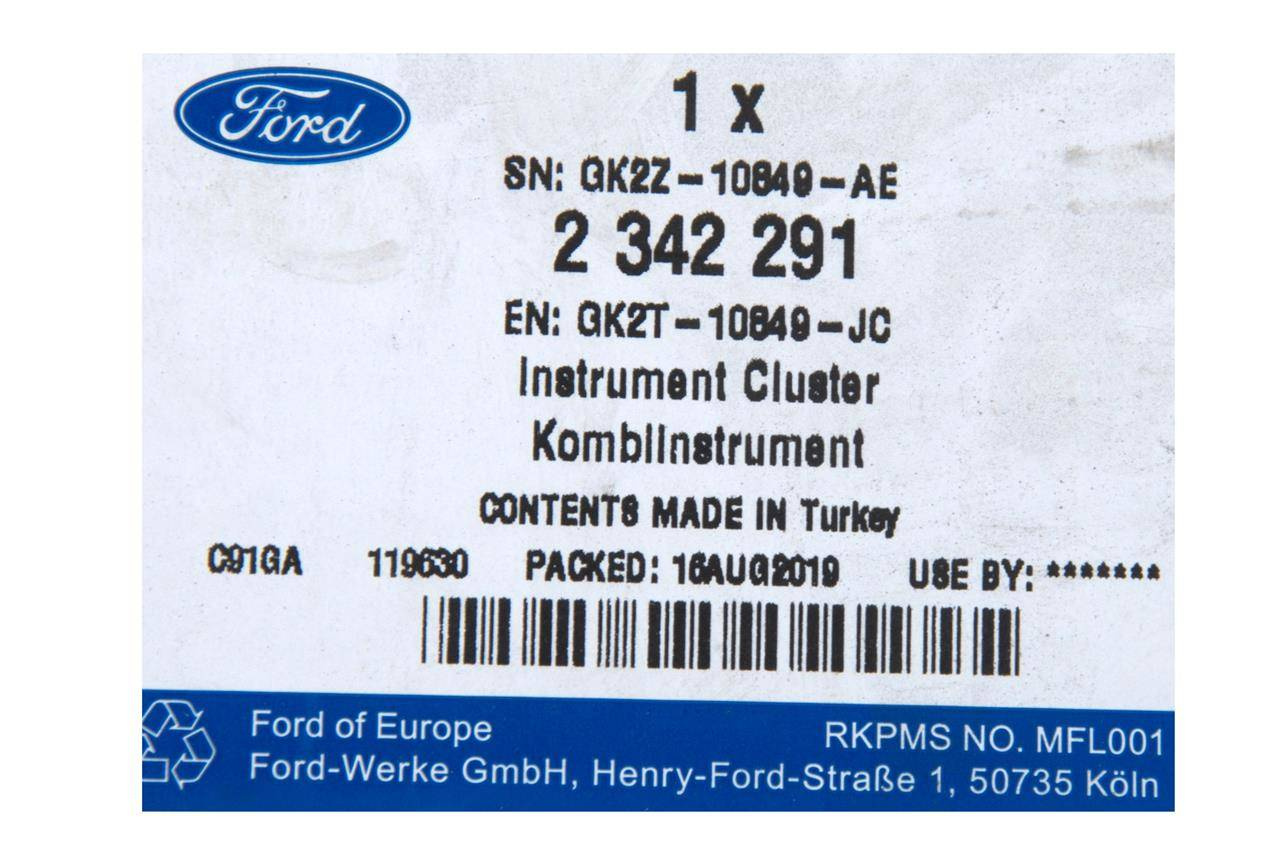 Ford
1 x
SN: GK2Z-10849-AE
2 342 291
EN: GK2T-10849-JC
Instrument Cluster
Kombiinstrument
CONTENTS MADE IN Turkey
C91GA 119630 PACKED: 16AUG2019 USE BY: *******
Ford of Europe
RKPMS NO. MFL001
Ford-Werke GmbH, Henry-Ford-Straße 1, 50735 Köln